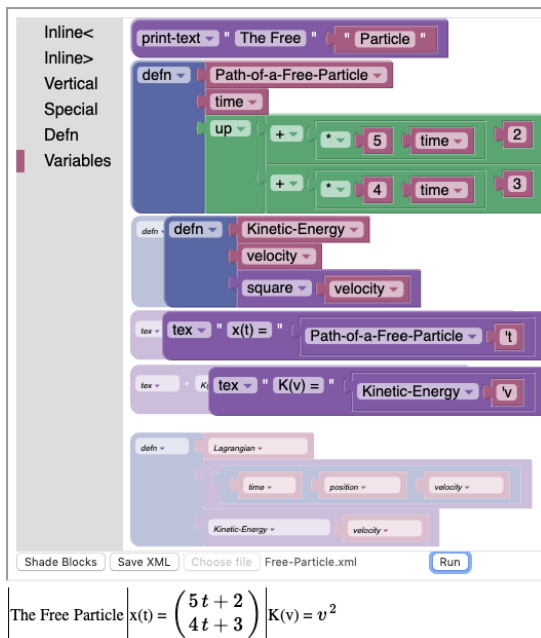 Inline<
Inline>
Vertical
Special
Defn
Variables
print-text " The Free " Particle "
defn Path-of-a-Free-Particle
time
up + * 5 time 2
+ * 4 time 3
defn defn Kinetic-Energy
velocity
square velocity
tex tex " x(t) = " Path-of-a-Free-Particle 't
tex " K( tex " K(v) = " Kinetic-Energy 'v
defn Lagrangian
time position velocity
Kinetic-Energy velocity
Shade Blocks Save XML Choose file Free-Particle.xml Run
The Free Particle x(t) = ( 5 t + 2
4 t + 3 ) K(v) = v²